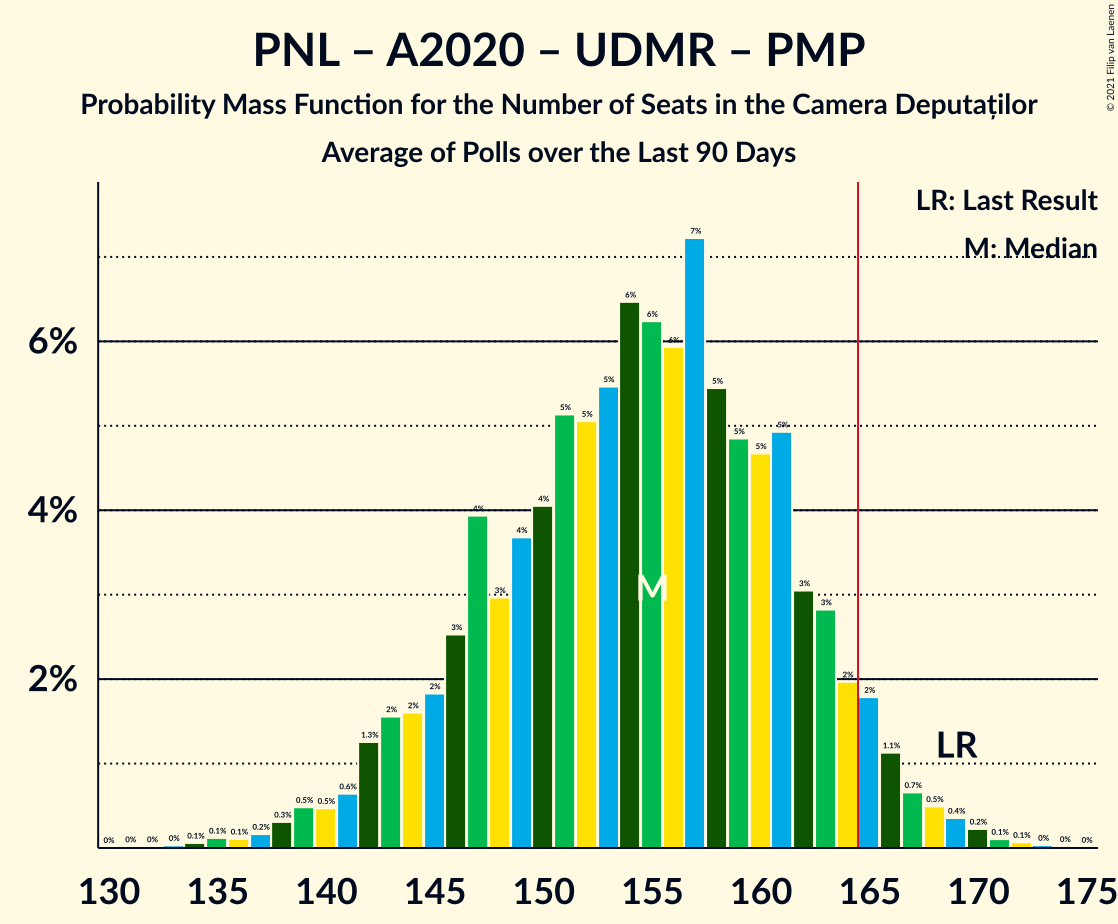 PNL – A2020 – UDMR – PMP
Probability Mass Function for the Number of Seats in the Camera Deputaților
Average of Polls over the Last 90 Days
© 2021 Filip van Laenen
LR: Last Result
M: Median
6%
4%
2%
0% 0% 0% 0% 0.1% 0.1% 0.1% 0.2% 0.3% 0.5% 0.5% 0.6% 1.3% 2% 2% 2% 3% 4% 3% 4% 4% 5% 5% 5% 6% 6% 6% 7% 5% 5% 5% 5% 3% 3% 2% 2% 1.1% 0.7% 0.5% 0.4% 0.2% 0.1% 0.1% 0% 0% 0%
M
LR
130 135 140 145 150 155 160 165 170 175